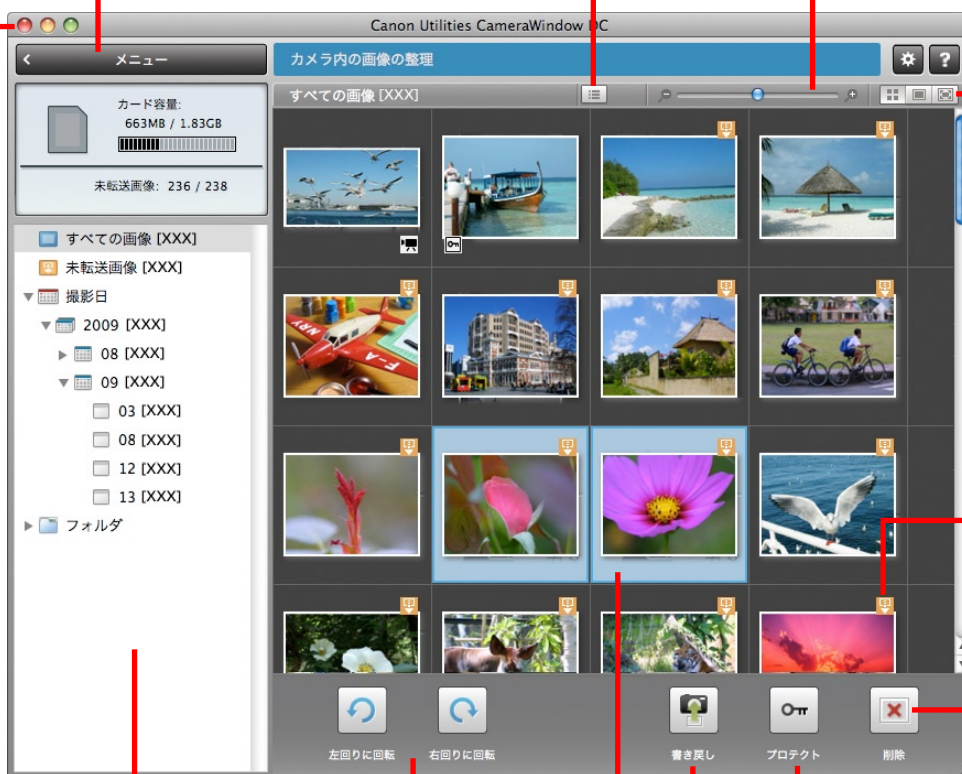 Canon Utilities CameraWindow DC
メニュー
カメラ内の画像の整理
?
すべての画像 [XXX]
カード容量:
663MB / 1.83GB
未転送画像: 236 / 238
すべての画像 [XXX]
未転送画像 [XXX]
撮影日
2009 [XXX]
08 [XXX]
09 [XXX]
03 [XXX]
08 [XXX]
12 [XXX]
13 [XXX]
フォルダ
左回りに回転
右回りに回転
書き戻し
プロテクト
削除